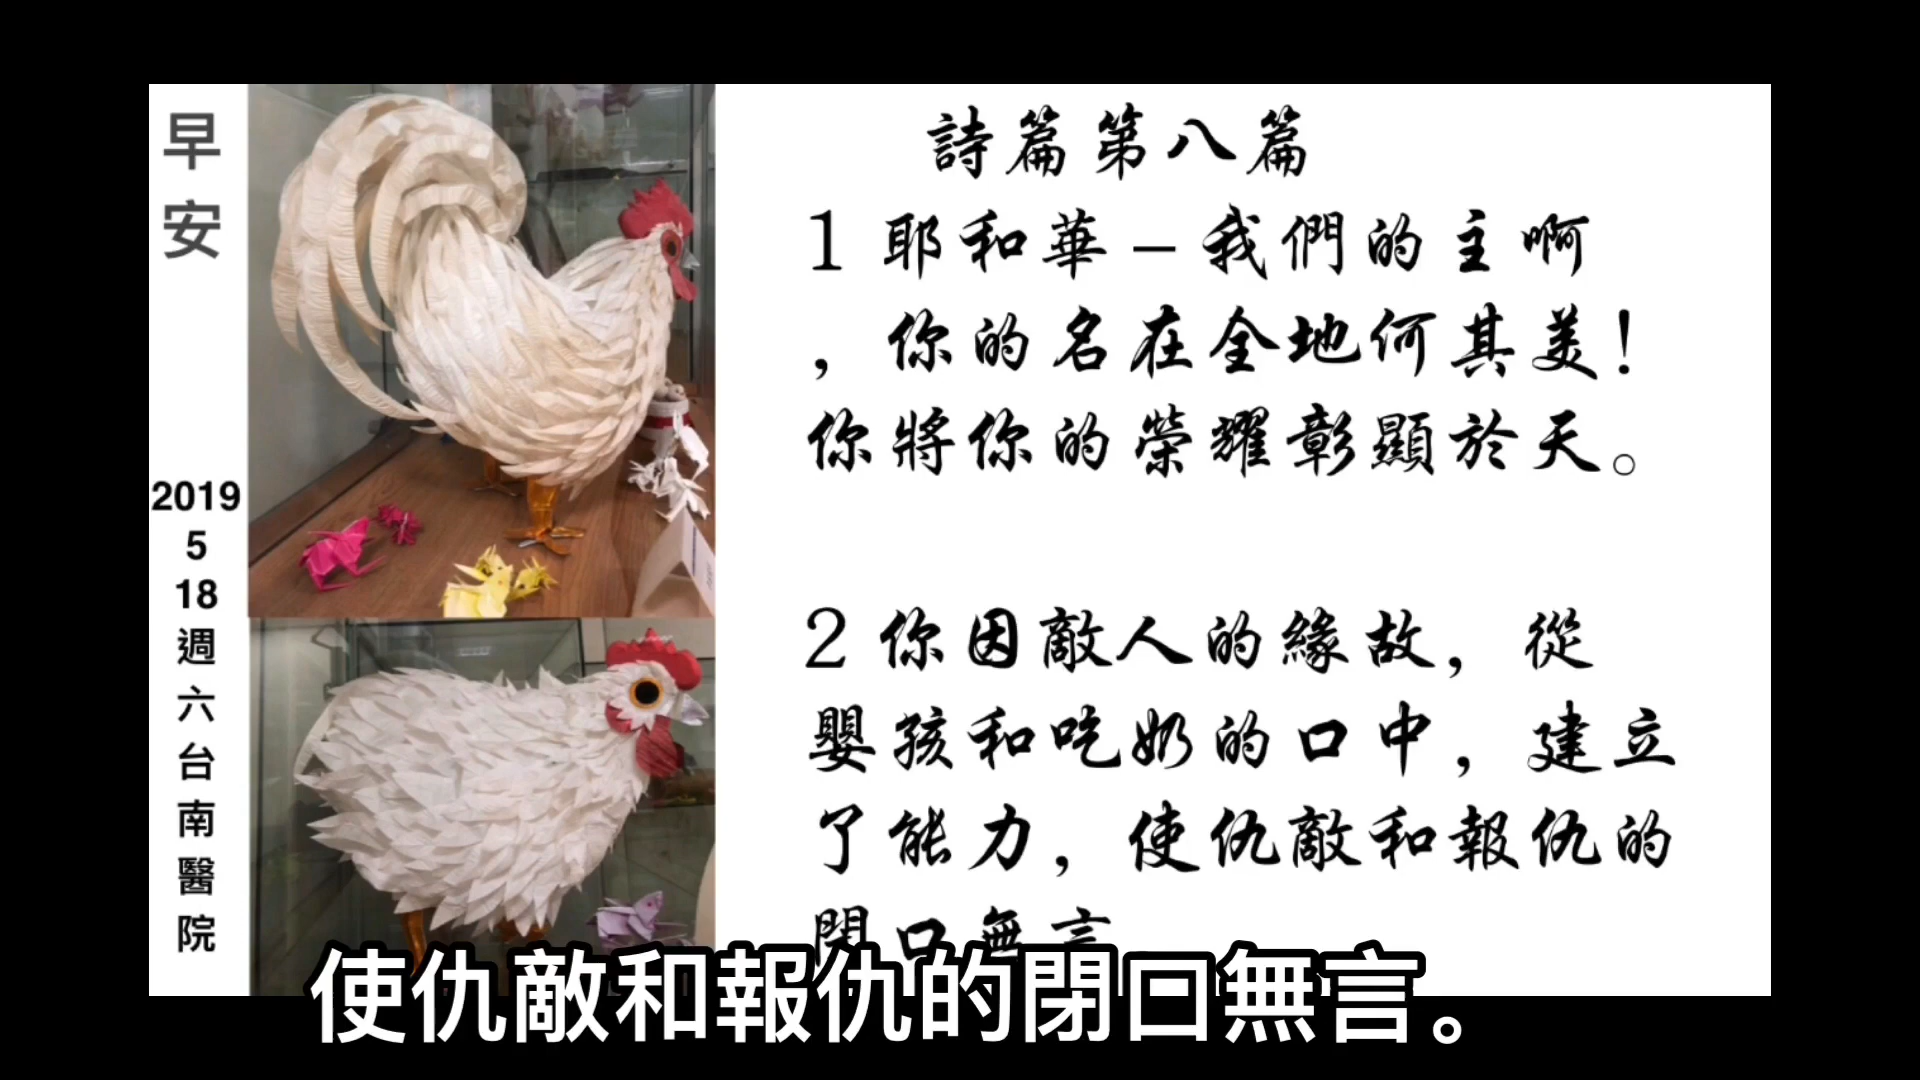 早安
2019
5
18
週六台南醫院
詩篇第八篇
1 耶和華－我們的主啊
，你的名在全地何其美！
你將你的榮耀彰顯於天。
2 你因敵人的緣故，從
嬰孩和吃奶的口中，建立
了能力，使仇敵和報仇的
閉口無言
使仇敵和報仇的閉口無言。